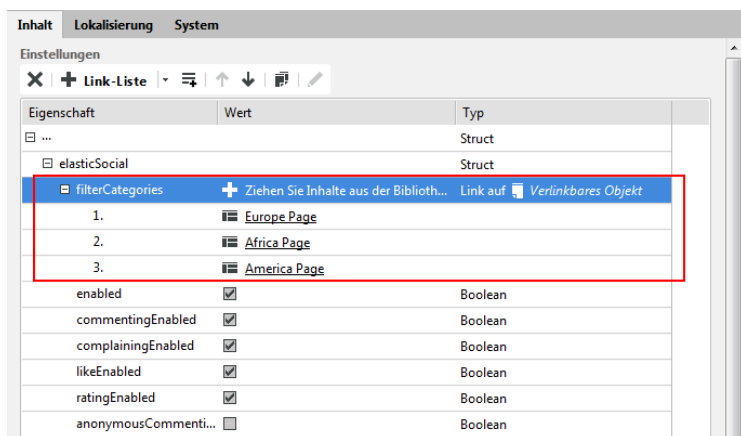 Inhalt Lokalisierung System
Einstellungen
Link-Liste
Eigenschaft Wert Typ
... Struct
elasticSocial Struct
filterCategories Ziehen Sie Inhalte aus der Biblioth... Link auf Verlinkbares Objekt
1. Europe Page
2. Africa Page
3. America Page
enabled Boolean
commentingEnabled Boolean
complainingEnabled Boolean
likeEnabled Boolean
ratingEnabled Boolean
anonymousCommenti... Boolean